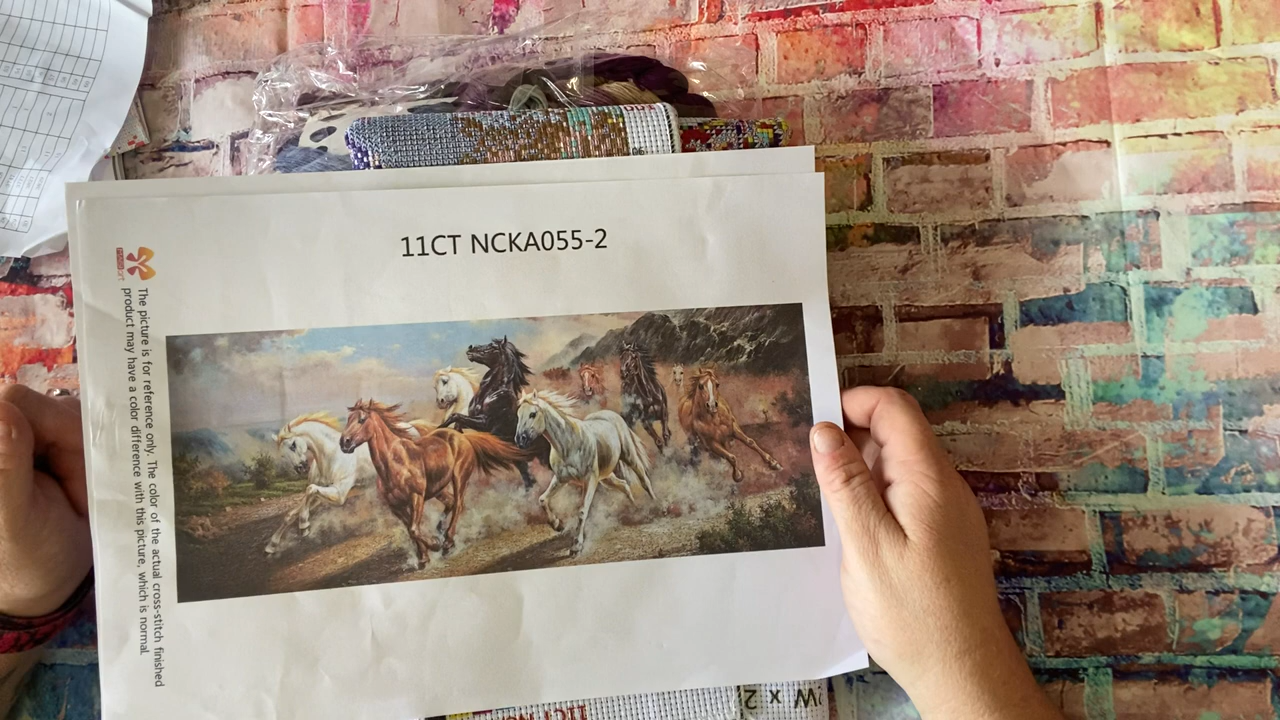 11CT NCKA055-2
The picture is for reference only. The color of the actual cross-stitch finished
product may have a color difference with this picture, which is normal.
W x 2